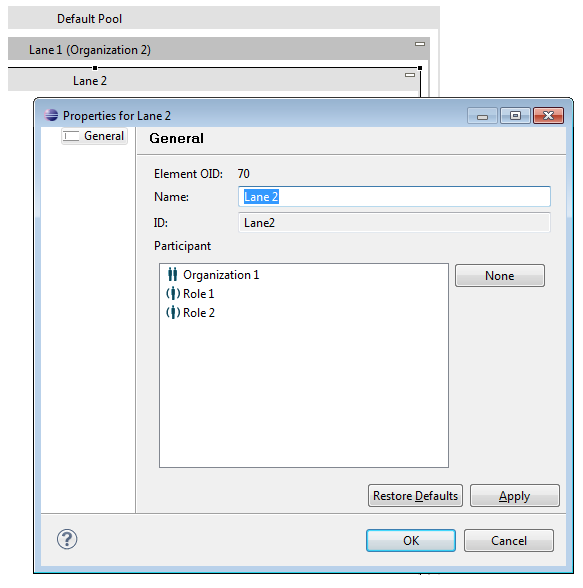 Default Pool
Lane 1 (Organization 2)
Lane 2
Properties for Lane 2
General
General
Element OID: 70
Name: Lane 2
ID: Lane2
Participant
Organization 1
None
Role 1
Role 2
Restore Defaults
Apply
?
OK
Cancel